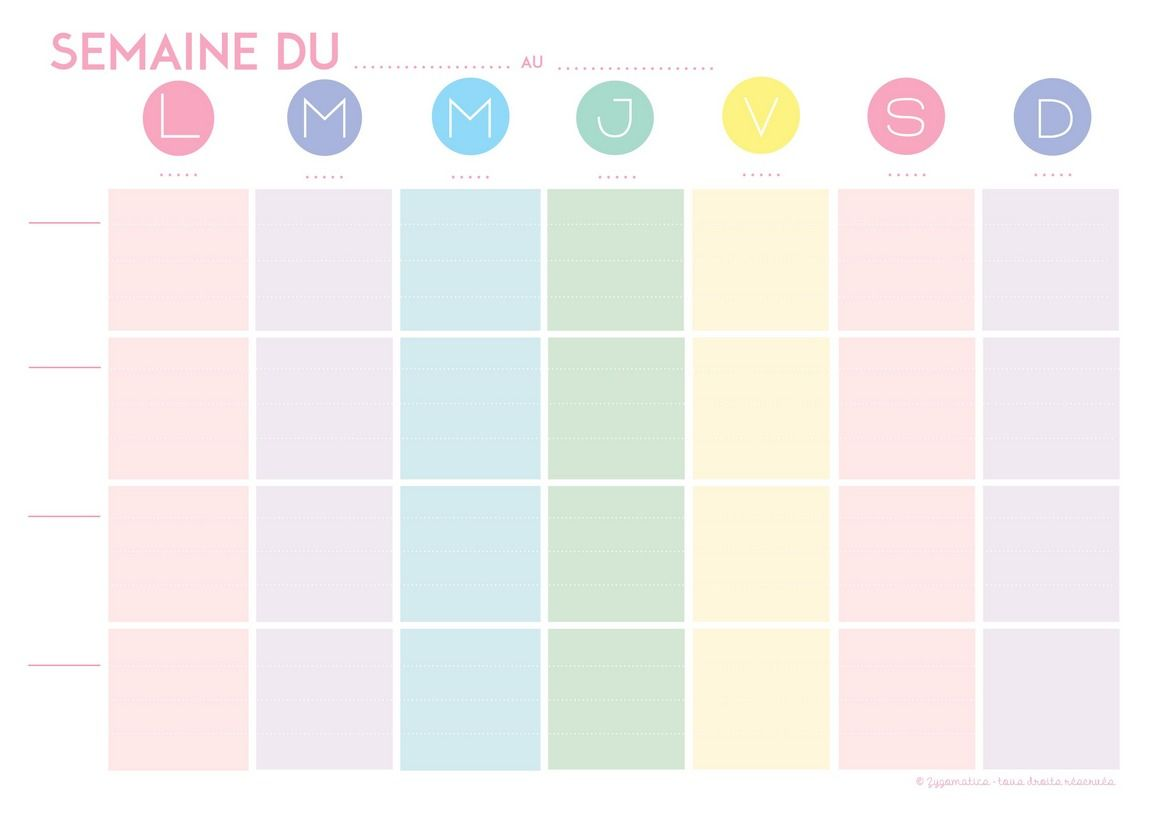 SEMAINE DU .................. AU ..................
L M M J V S D
© Zygomatica - tous droits réservés